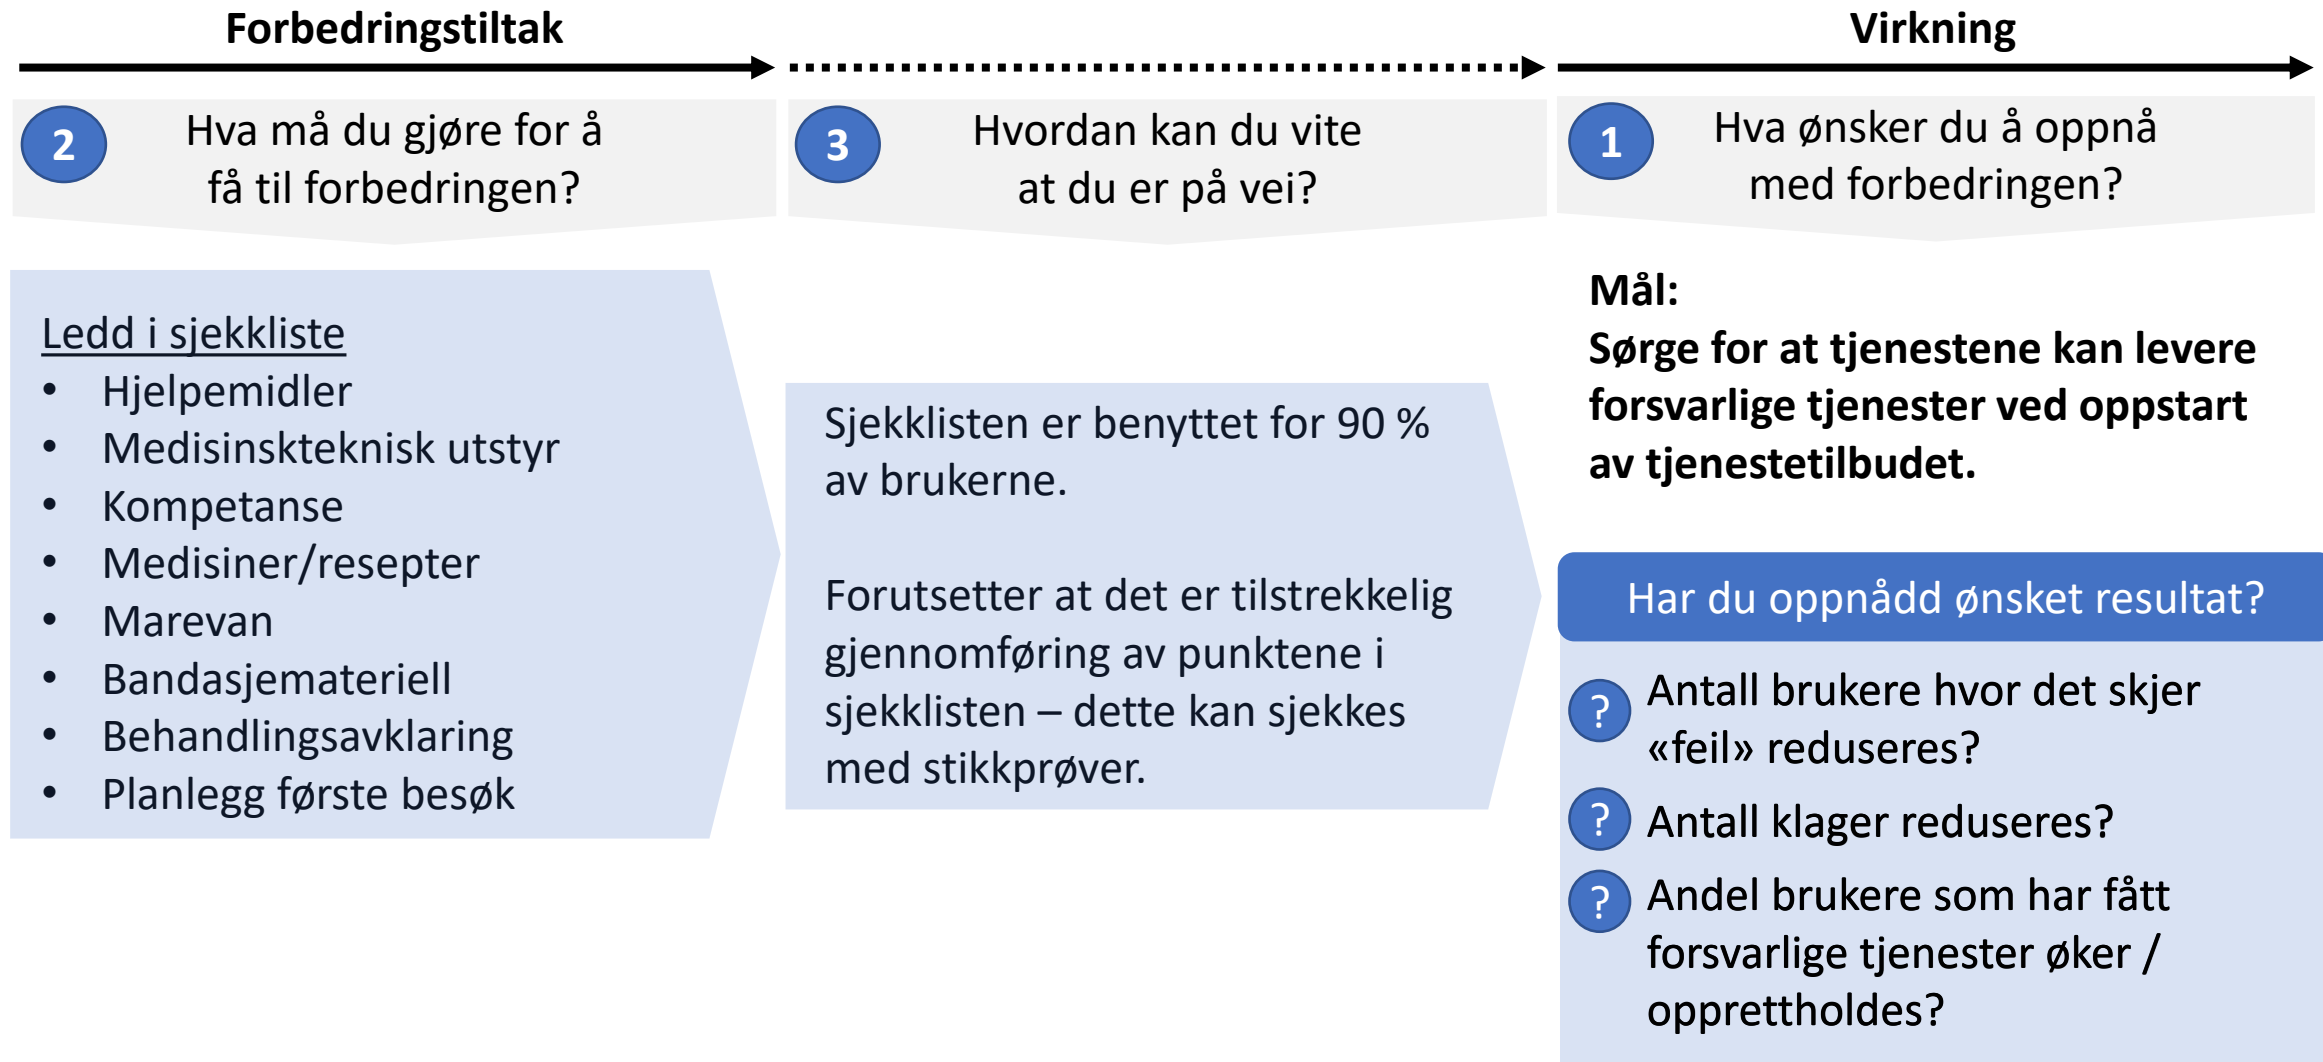 Forbedringstiltak
Virkning
2
Hva må du gjøre for å
få til forbedringen?
3
Hvordan kan du vite
at du er på vei?
1
Hva ønsker du å oppnå
med forbedringen?
Ledd i sjekkliste
• Hjelpemidler
• Medisinskteknisk utstyr
• Kompetanse
• Medisiner/resepter
• Marevan
• Bandasjemateriell
• Behandlingsavklaring
• Planlegg første besøk
Sjekklisten er benyttet for 90 %
av brukerne.
Forutsetter at det er tilstrekkelig
gjennomføring av punktene i
sjekklisten – dette kan sjekkes
med stikkprøver.
Mål:
Sørge for at tjenestene kan levere
forsvarlige tjenester ved oppstart
av tjenestetilbudet.
Har du oppnådd ønsket resultat?
? Antall brukere hvor det skjer
«feil» reduseres?
? Antall klager reduseres?
? Andel brukere som har fått
forsvarlige tjenester øker /
opprettholdes?